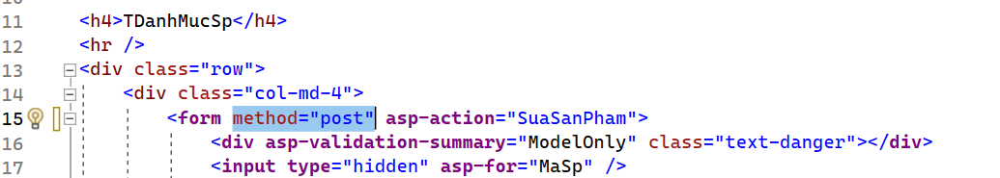 11 <h4>TDanhMucSp</h4>
12 <hr />
13 <div class="row">
14 <div class="col-md-4">
15 <form method="post" asp-action="SuaSanPham">
16 <div asp-validation-summary="ModelOnly" class="text-danger"></div>
17 <input type="hidden" asp-for="MaSp" />